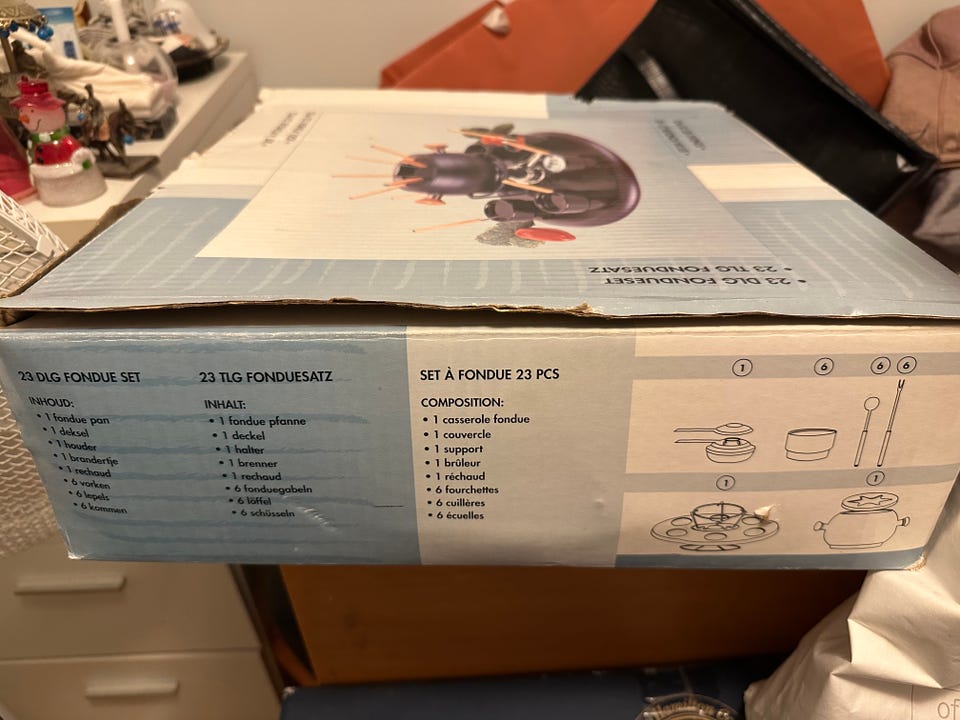 • 23 DLG FONDUESET
• 23 TLG FONDUESATZ
23 DLG FONDUE SET
INHOUD:
• 1 fondue pan
• 1 deksel
• 1 houder
• 1 brandertje
• 1 rechaud
• 6 vorken
• 6 lepels
• 6 kommen
23 TLG FONDUESATZ
INHALT:
• 1 fondue pfanne
• 1 deckel
• 1 halter
• 1 brenner
• 1 rechaud
• 6 fonduegabeln
• 6 löffel
• 6 schüsseln
SET À FONDUE 23 PCS
COMPOSITION:
• 1 casserole fondue
• 1 couvercle
• 1 support
• 1 brûleur
• 1 réchaud
• 6 fourchettes
• 6 cuillères
• 6 écuelles
1 6 6 6
1 1
of